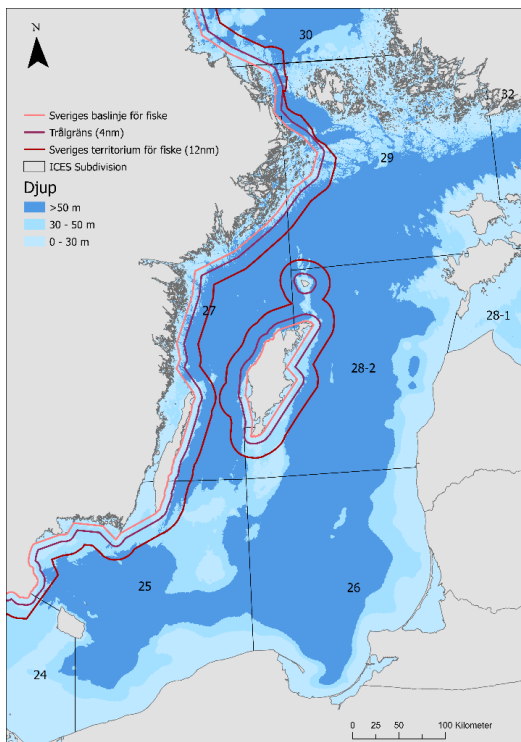 30
N
32
Sveriges baslinje för fiske
Trålgräns (4nm)
Sveriges territorium för fiske (12nm)
ICES Subdivision
29
Djup
>50 m
30 - 50 m
0 - 30 m
27
28-1
28-2
25
26
24
0 25 50 100 Kilometer